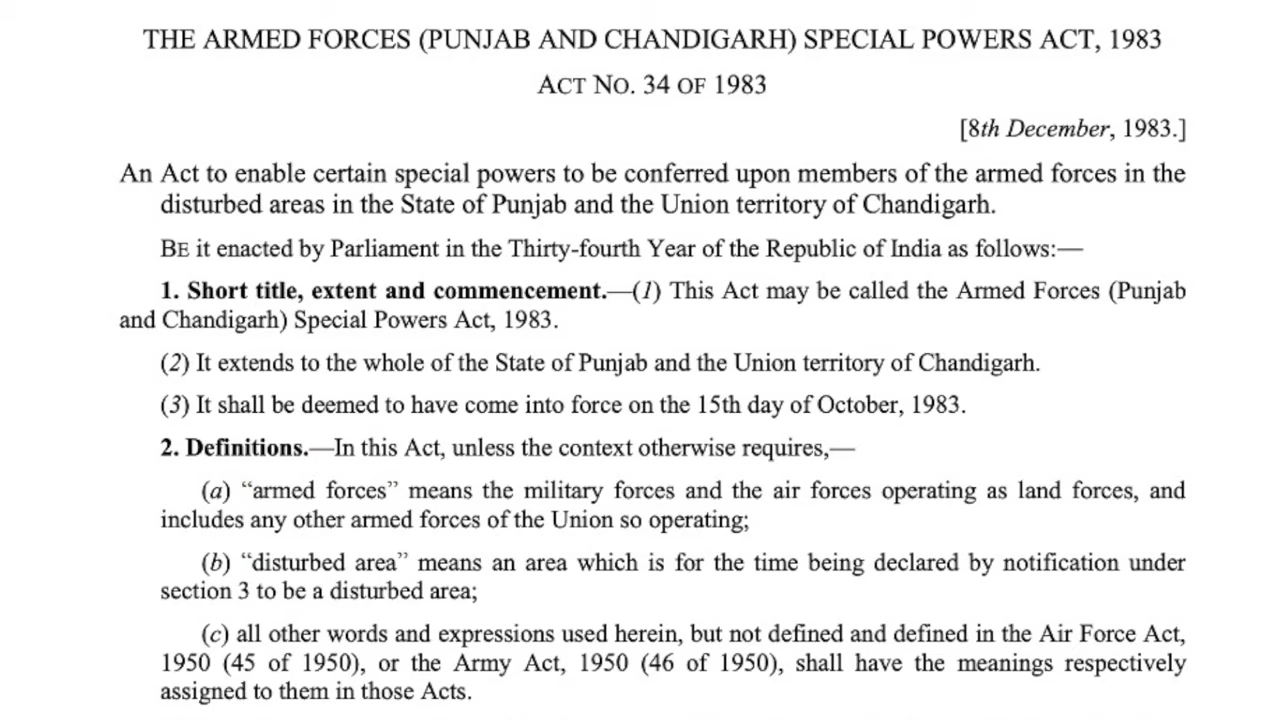 THE ARMED FORCES (PUNJAB AND CHANDIGARH) SPECIAL POWERS ACT, 1983
ACT NO. 34 OF 1983
[8th December, 1983.]
An Act to enable certain special powers to be conferred upon members of the armed forces in the
disturbed areas in the State of Punjab and the Union territory of Chandigarh.
BE it enacted by Parliament in the Thirty-fourth Year of the Republic of India as follows:—
1. Short title, extent and commencement.—(1) This Act may be called the Armed Forces (Punjab
and Chandigarh) Special Powers Act, 1983.
(2) It extends to the whole of the State of Punjab and the Union territory of Chandigarh.
(3) It shall be deemed to have come into force on the 15th day of October, 1983.
2. Definitions.—In this Act, unless the context otherwise requires,—
(a) “armed forces” means the military forces and the air forces operating as land forces, and
includes any other armed forces of the Union so operating;
(b) “disturbed area” means an area which is for the time being declared by notification under
section 3 to be a disturbed area;
(c) all other words and expressions used herein, but not defined and defined in the Air Force Act,
1950 (45 of 1950), or the Army Act, 1950 (46 of 1950), shall have the meanings respectively
assigned to them in those Acts.